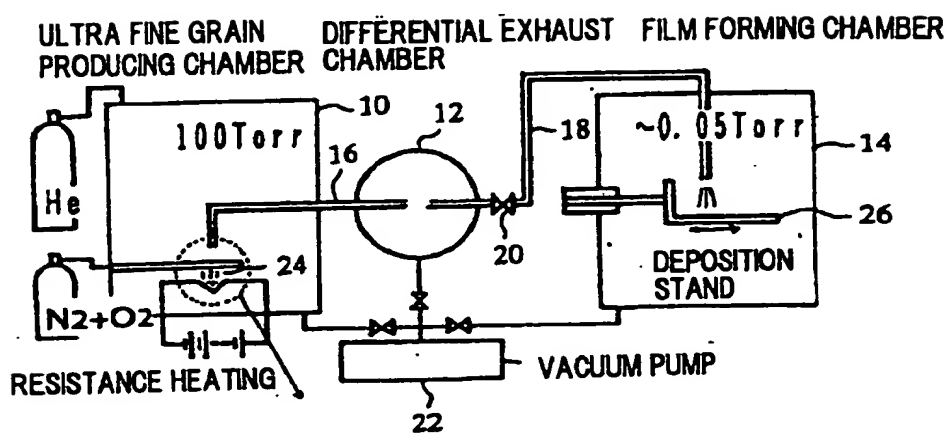 ULTRA FINE GRAIN
PRODUCING CHAMBER
DIFFERENTIAL EXHAUST
CHAMBER
FILM FORMING CHAMBER
10
12
18
100Torr
~0.05Torr
14
16
He
20
26
24
DEPOSITION
STAND
N2+O2
RESISTANCE HEATING
VACUUM PUMP
22